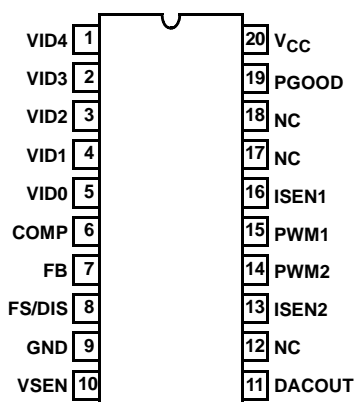 VID4 1 20 VCC
VID3 2 19 PGOOD
VID2 3 18 NC
VID1 4 17 NC
VID0 5 16 ISEN1
COMP 6 15 PWM1
FB 7 14 PWM2
FS/DIS 8 13 ISEN2
GND 9 12 NC
VSEN 10 11 DACOUT